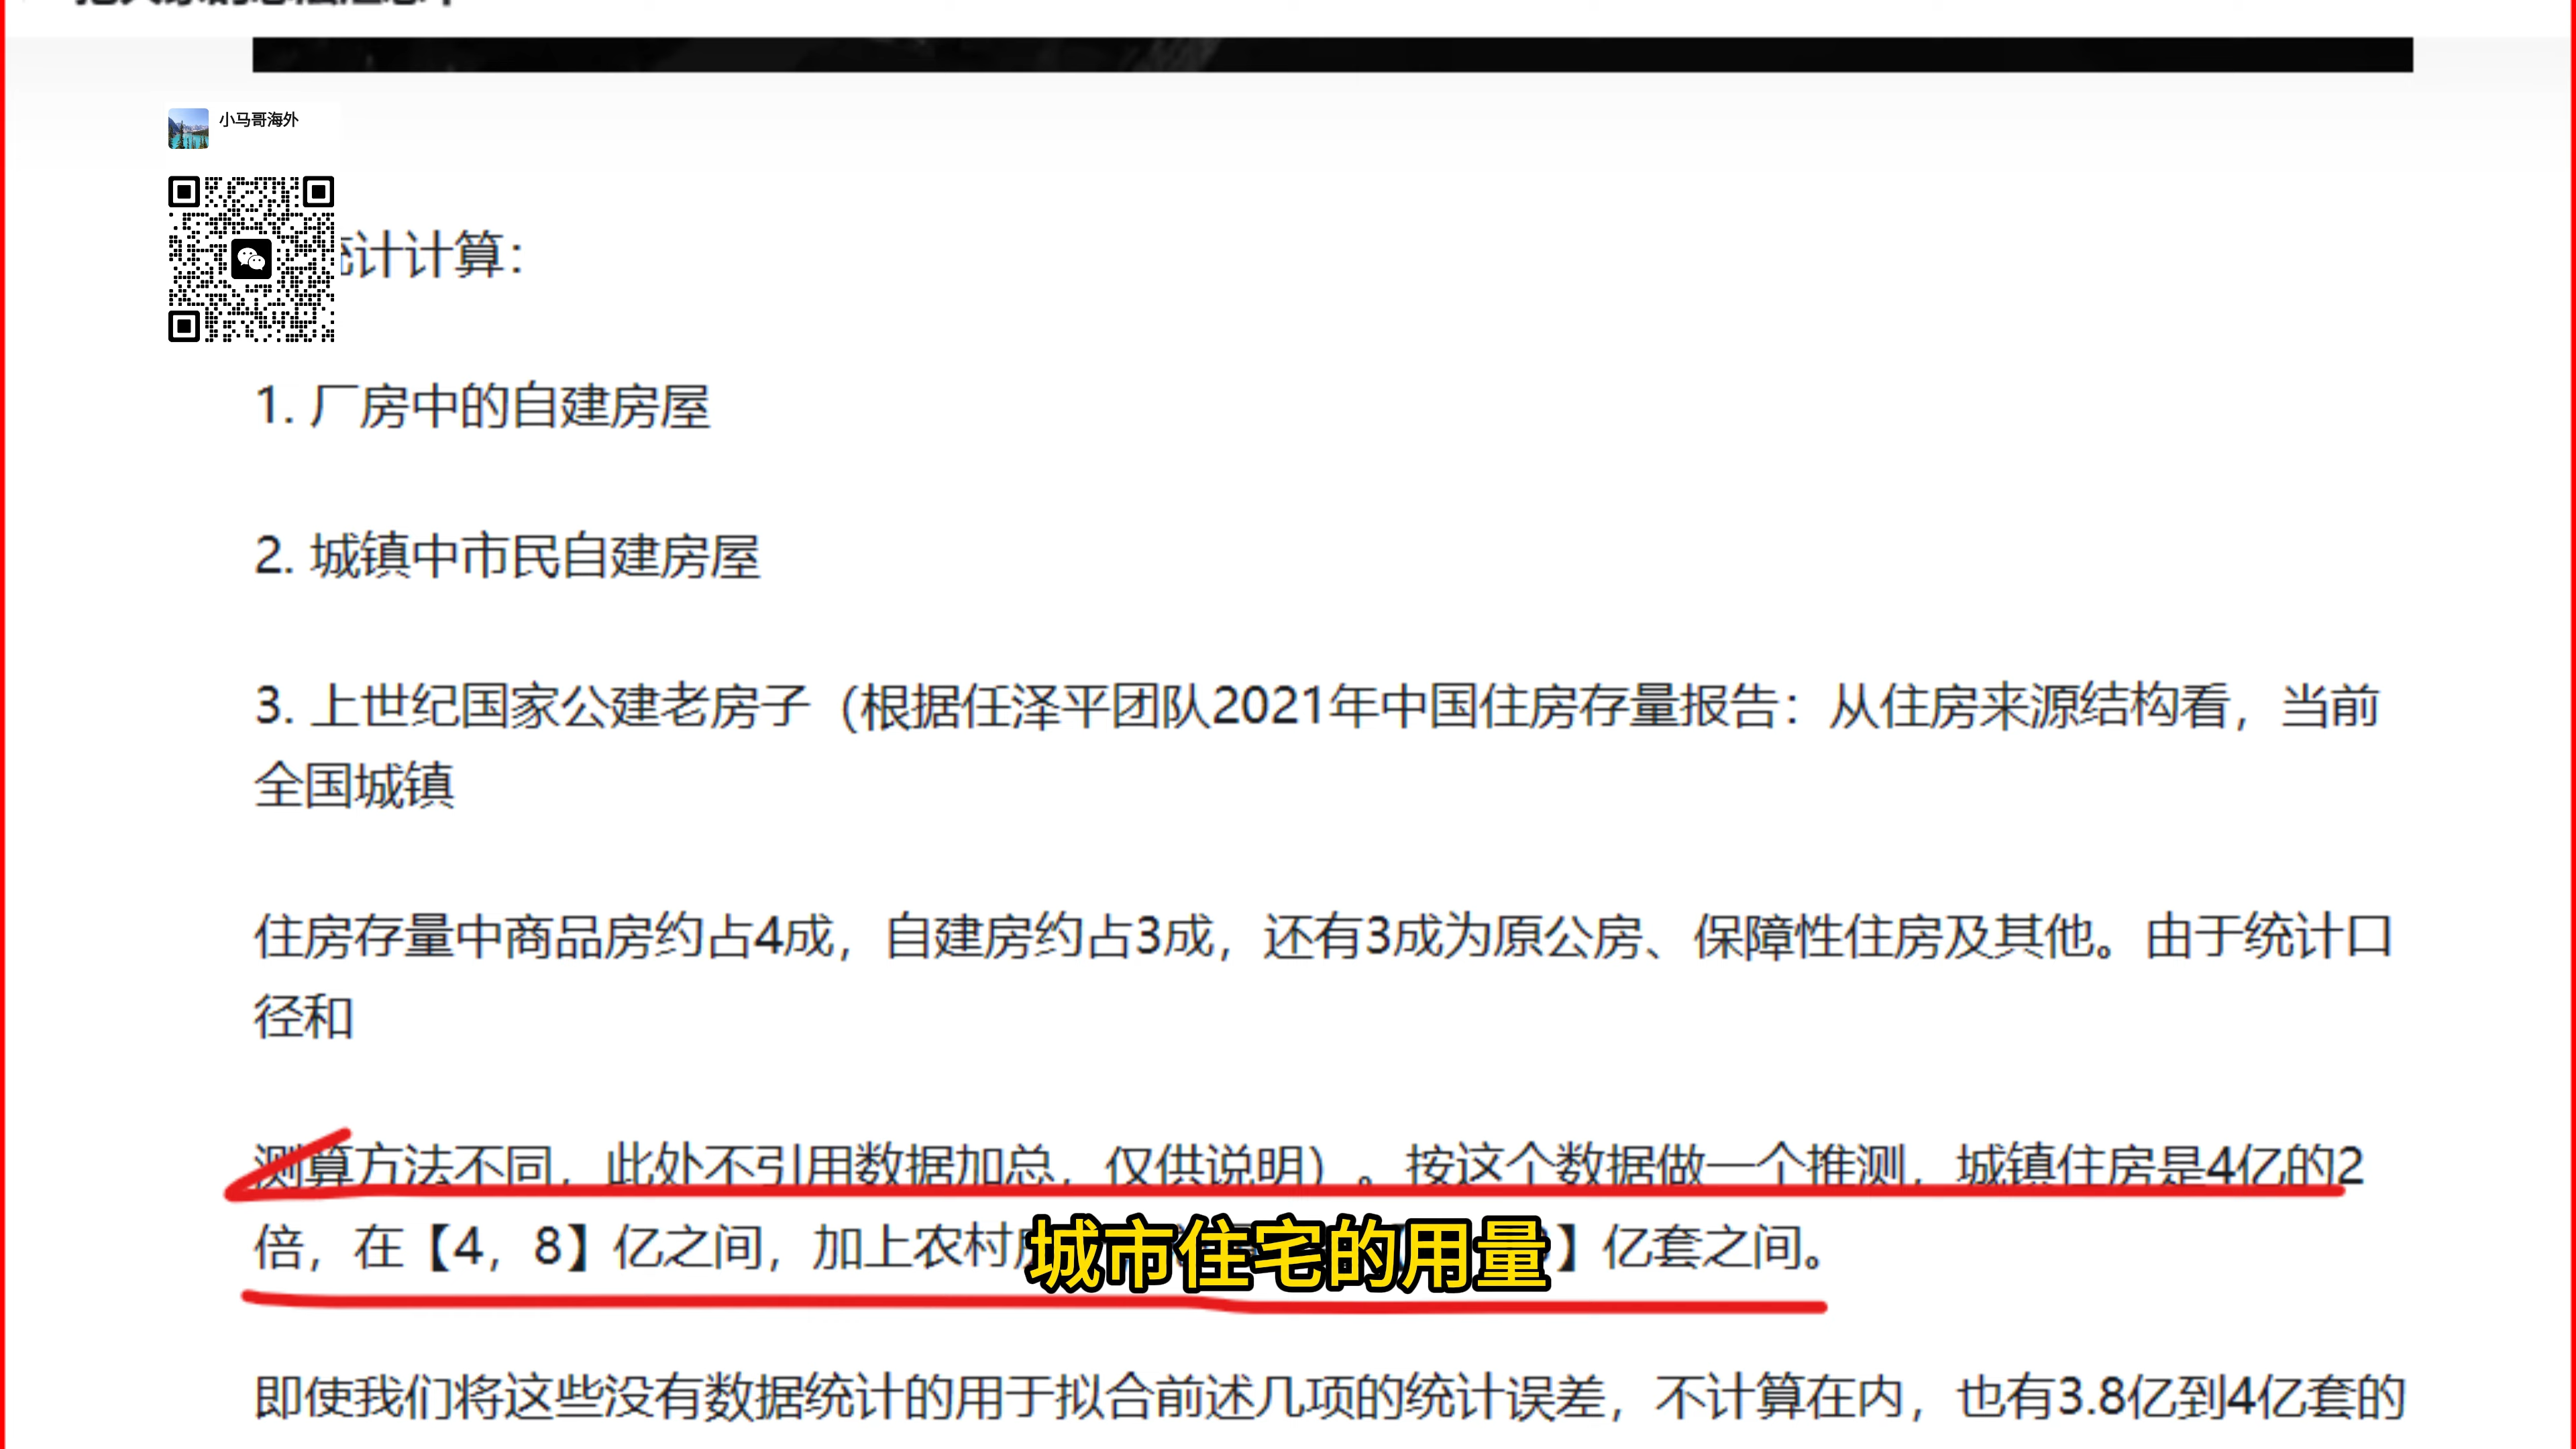 小马哥海外
计计算：
1. 厂房中的自建房屋
2. 城镇中市民自建房屋
3. 上世纪国家公建老房子（根据任泽平团队2021年中国住房存量报告：从住房来源结构看，当前
全国城镇
住房存量中商品房约占4成，自建房约占3成，还有3成为原公房、保障性住房及其他。由于统计口
径和
测算方法不同，此处不引用数据加总，仅供说明）。按这个数据做一个推测，城镇住房是4亿的2
倍，在【4，8】亿之间，加上农村
】亿套之间。
城市住宅的用量
即使我们将这些没有数据统计的用于拟合前述几项的统计误差，不计算在内，也有3.8亿到4亿套的